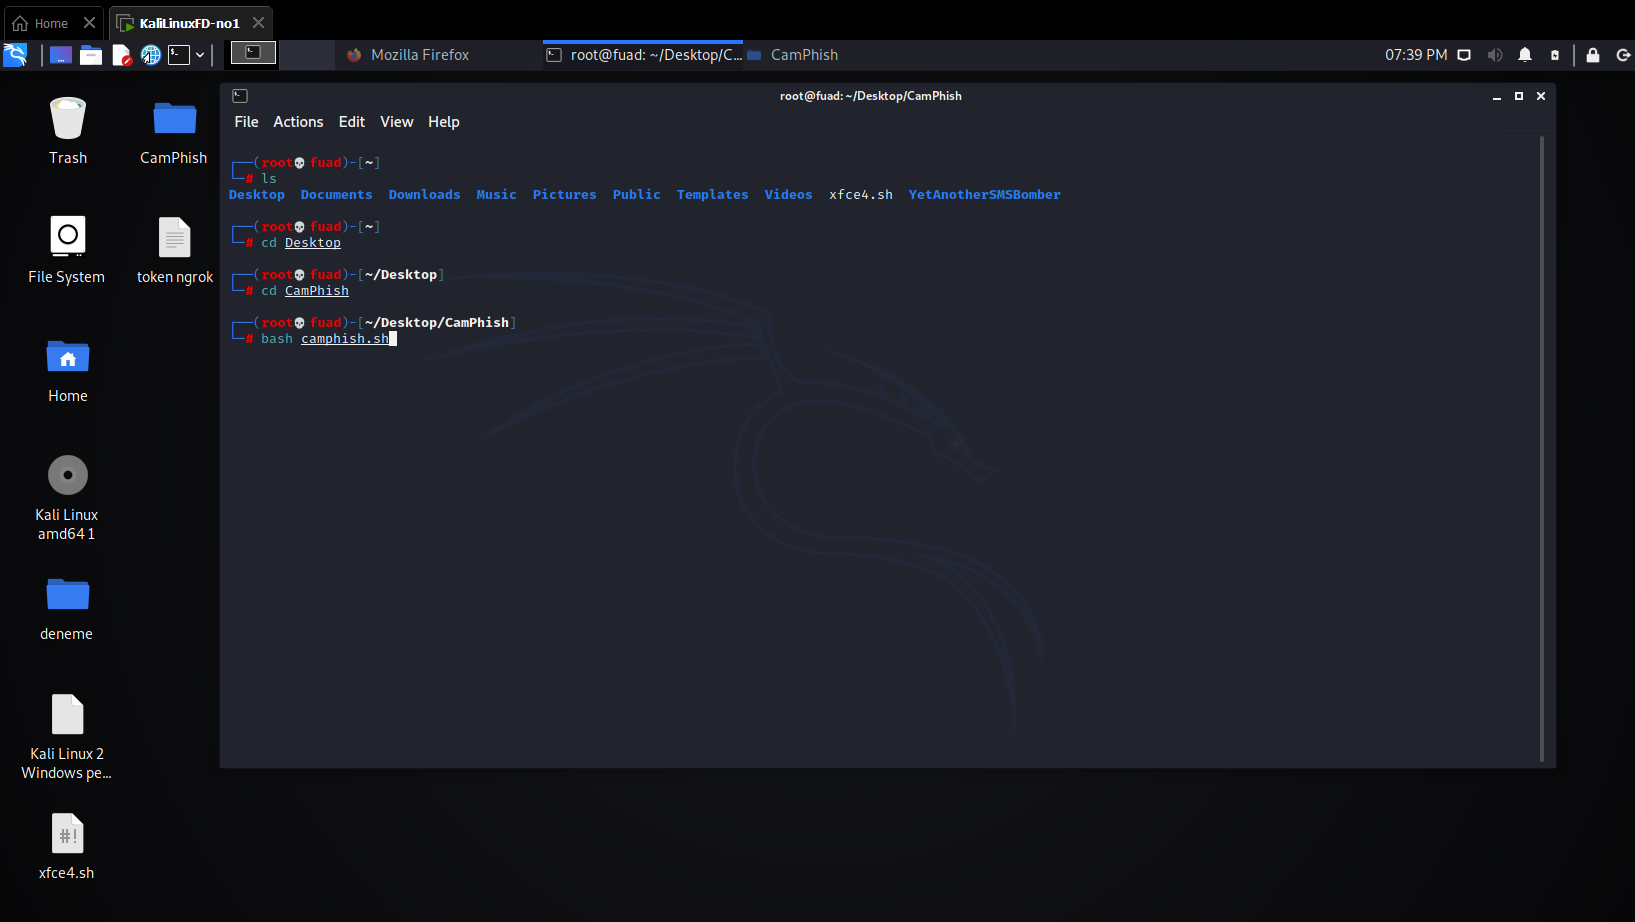 Home
KaliLinuxFD-no1
Mozilla Firefox
root@fuad: ~/Desktop/C...
CamPhish
07:39 PM
root@fuad: ~/Desktop/CamPhish
File Actions Edit View Help
Trash
CamPhish
File System
token ngrok
Home
Kali Linux
amd64 1
deneme
Kali Linux 2
Windows pe...
xfce4.sh
┌──(root💀fuad)-[~]
└─# ls
Desktop Documents Downloads Music Pictures Public Templates Videos xfce4.sh YetAnotherSMSBomber
┌──(root💀fuad)-[~]
└─# cd Desktop
┌──(root💀fuad)-[~/Desktop]
└─# cd CamPhish
┌──(root💀fuad)-[~/Desktop/CamPhish]
└─# bash camphish.sh